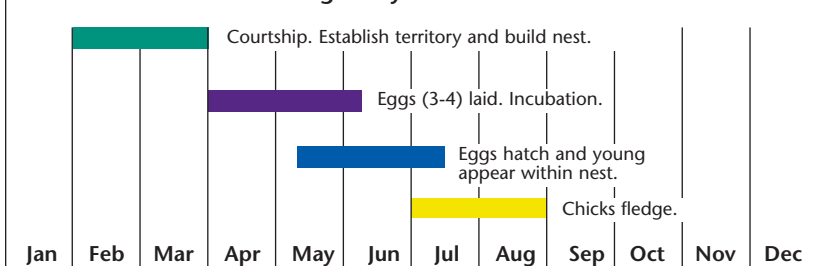 Courtship. Establish territory and build nest.
Eggs (3-4) laid. Incubation.
Eggs hatch and young
appear within nest.
Chicks fledge.
Jan Feb Mar Apr May Jun Jul Aug Sep Oct Nov Dec